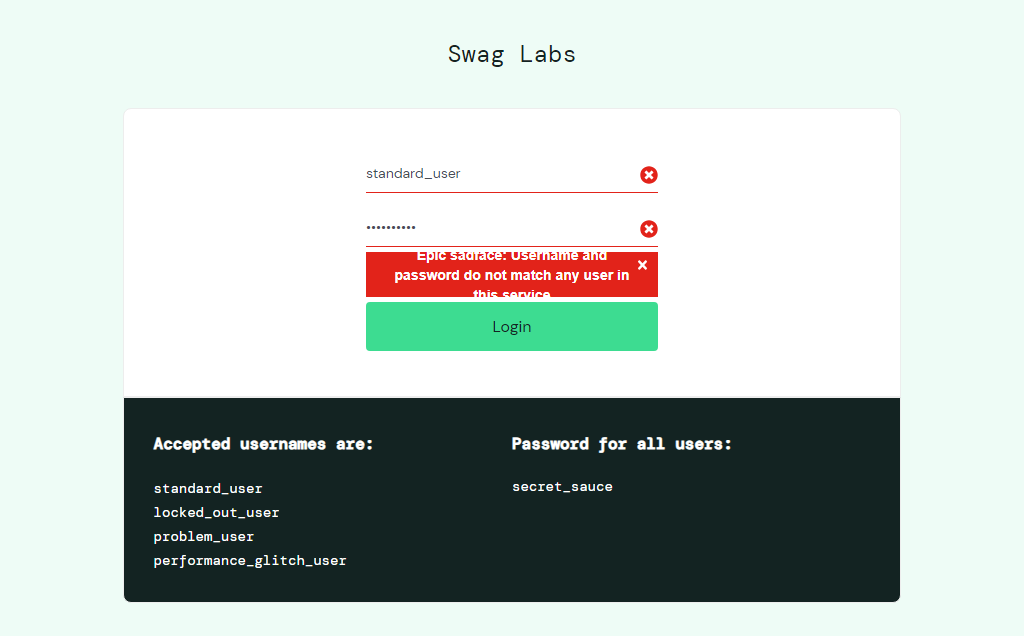 Swag Labs
standard_user
••••••••••
Epic sadface: Username and
password do not match any user in
this service
Login
Accepted usernames are:
standard_user
locked_out_user
problem_user
performance_glitch_user
Password for all users:
secret_sauce